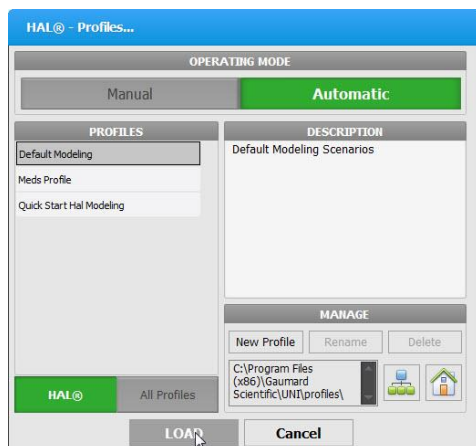 HAL® - Profiles...
OPERATING MODE
Manual Automatic
PROFILES
Default Modeling
Meds Profile
Quick Start Hal Modeling
HAL® All Profiles
DESCRIPTION
Default Modeling Scenarios
MANAGE
New Profile Rename Delete
C:\Program Files
(x86)\Gaumard
Scientific\UNI\profiles\
LOAD Cancel